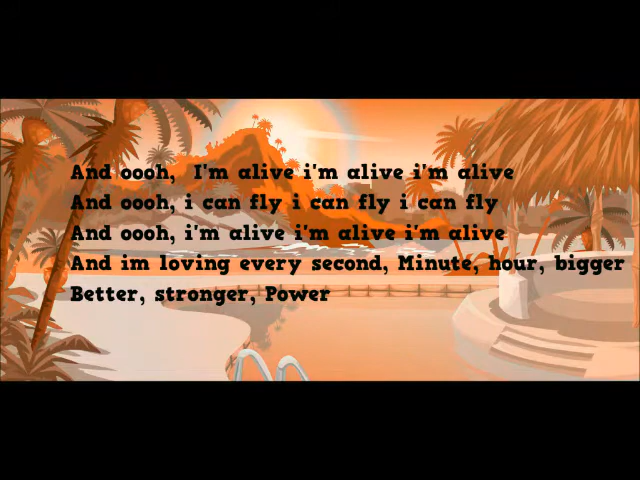 And oooh, I'm alive i'm alive i'm alive
And oooh, i can fly i can fly i can fly
And oooh, i'm alive i'm alive i'm alive
And im loving every second, Minute, hour, bigger
Better, stronger, Power